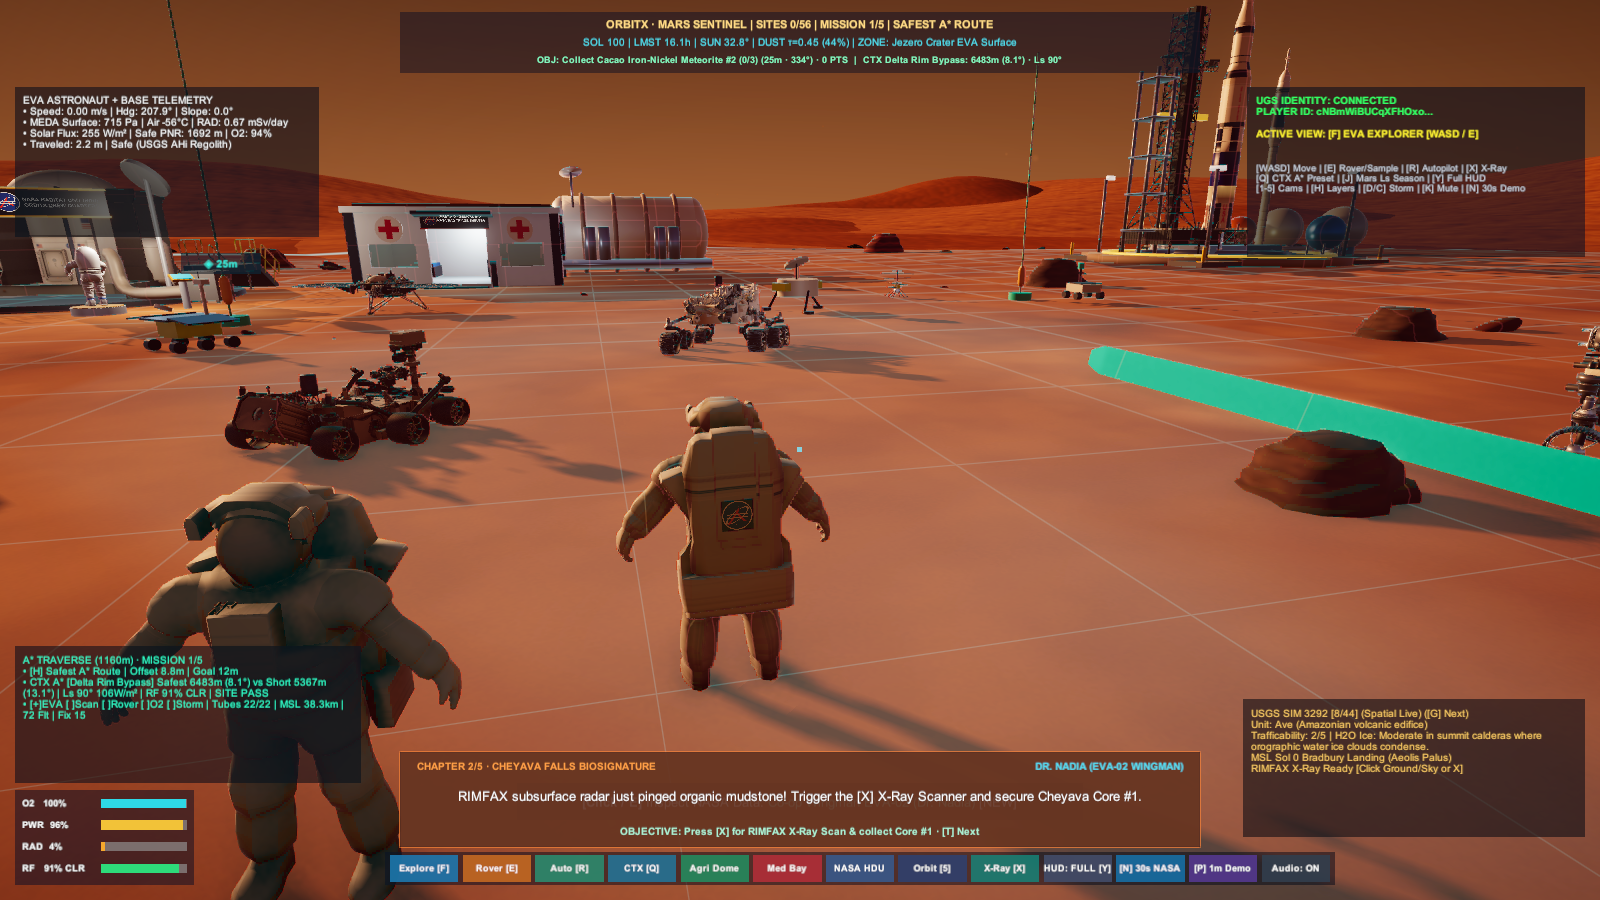 ORBITX · MARS SENTINEL | SITES 0/56 | MISSION 1/5 | SAFEST A* ROUTE
SOL 100 | LMST 16.1h | SUN 32.8° | DUST τ=0.45 (44%) | ZONE: Jezero Crater EVA Surface
OBJ: Collect Cacao Iron-Nickel Meteorite #2 (0/3) (25m · 334°) · 0 PTS | CTX Delta Rim Bypass: 6483m (8.1°) · Ls 90°
EVA ASTRONAUT + BASE TELEMETRY
• Speed: 0.00 m/s | Hdg: 207.9° | Slope: 0.0°
• MEDA Surface: 715 Pa | Air -56°C | RAD: 0.67 mSv/day
• Solar Flux: 255 W/m² | Safe PNR: 1692 m | O2: 94%
• Traveled: 2.2 m | Safe (USGS AHi Regolith)
UGS IDENTITY: CONNECTED
PLAYER ID: cNBmWiBUCqXFHOxo...
ACTIVE VIEW: [F] EVA EXPLORER [WASD / E]
[WASD] Move | [E] Rover/Sample | [R] Autopilot | [X] X-Ray
[Q] CTX A* Preset | [J] Mars Ls Season | [Y] Full HUD
[1-5] Cams | [H] Layers | [D/C] Storm | [K] Mute | [N] 30s Demo
25m
A* TRAVERSE (1160m) · MISSION 1/5
• [H] Safest A* Route | Offset 8.8m | Goal 12m
• CTX A* [Delta Rim Bypass] Safest 6483m (8.1°) vs Short 5367m
(13.1°) | Ls 90° 106W/m² | RF 91% CLR | SITE PASS
• [+]EVA [ ]Scan [ ]Rover [ ]O2 [ ]Storm | Tubes 22/22 | MSL 38.3km |
72 Flt | Fix 15
USGS SIM 3292 [8/44] (Spatial Live) ([G] Next)
Unit: Ave (Amazonian volcanic edifice)
Trafficability: 2/5 | H2O Ice: Moderate in summit calderas where
orographic water ice clouds condense.
MSL Sol 0 Bradbury Landing (Aeolis Palus)
RIMFAX X-Ray Ready [Click Ground/Sky or X]
CHAPTER 2/5 · CHEYAVA FALLS BIOSIGNATURE
DR. NADIA (EVA-02 WINGMAN)
RIMFAX subsurface radar just pinged organic mudstone! Trigger the [X] X-Ray Scanner and secure Cheyava Core #1.
OBJECTIVE: Press [X] for RIMFAX X-Ray Scan & collect Core #1 · [T] Next
O2 100%
PWR 96%
RAD 4%
RF 91% CLR
Explore [F]
Rover [E]
Auto [R]
CTX [Q]
Agri Dome
Med Bay
NASA HDU
Orbit [5]
X-Ray [X]
HUD: FULL [Y]
[N] 30s NASA
[P] 1m Demo
Audio: ON